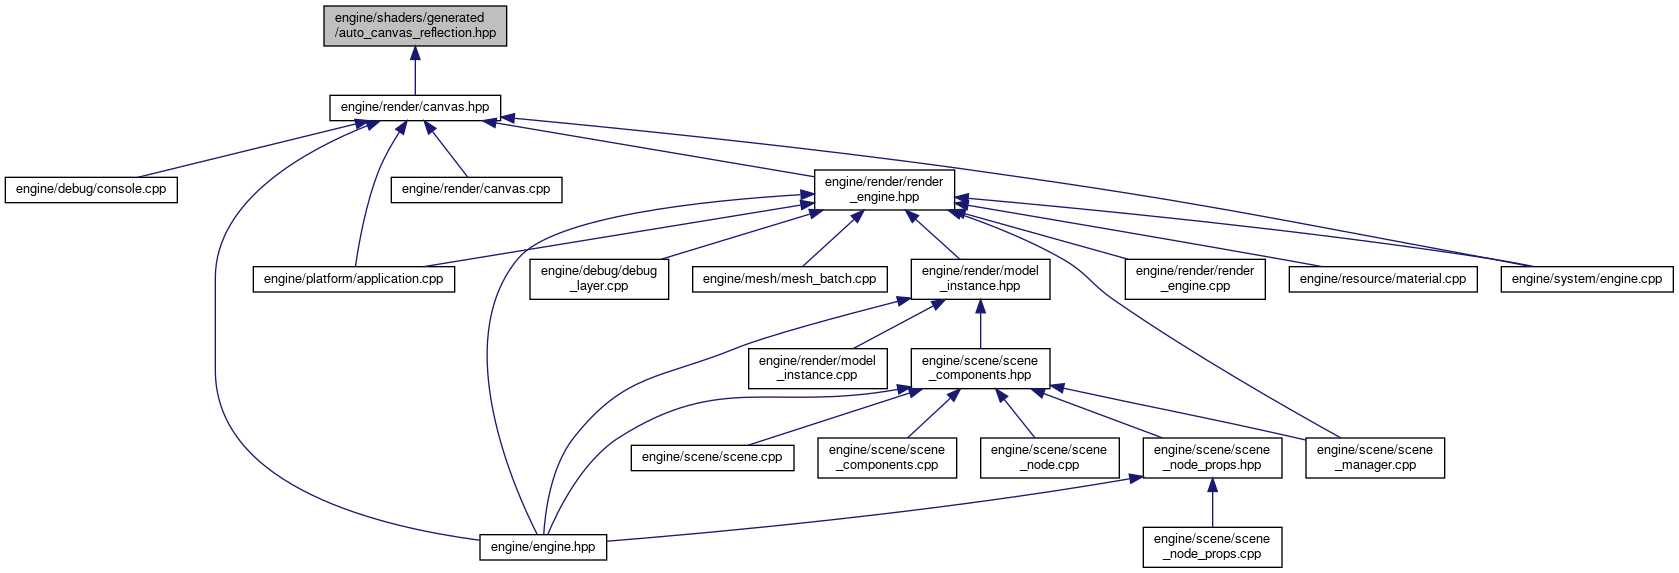 engine/shaders/generated
/auto_canvas_reflection.hpp
engine/render/canvas.hpp
engine/debug/console.cpp
engine/render/canvas.cpp
engine/render/render
_engine.hpp
engine/platform/application.cpp
engine/debug/debug
_layer.cpp
engine/mesh/mesh_batch.cpp
engine/render/model
_instance.hpp
engine/render/render
_engine.cpp
engine/resource/material.cpp
engine/system/engine.cpp
engine/render/model
_instance.cpp
engine/scene/scene
_components.hpp
engine/scene/scene.cpp
engine/scene/scene
_components.cpp
engine/scene/scene
_node.cpp
engine/scene/scene
_node_props.hpp
engine/scene/scene
_manager.cpp
engine/engine.hpp
engine/scene/scene
_node_props.cpp